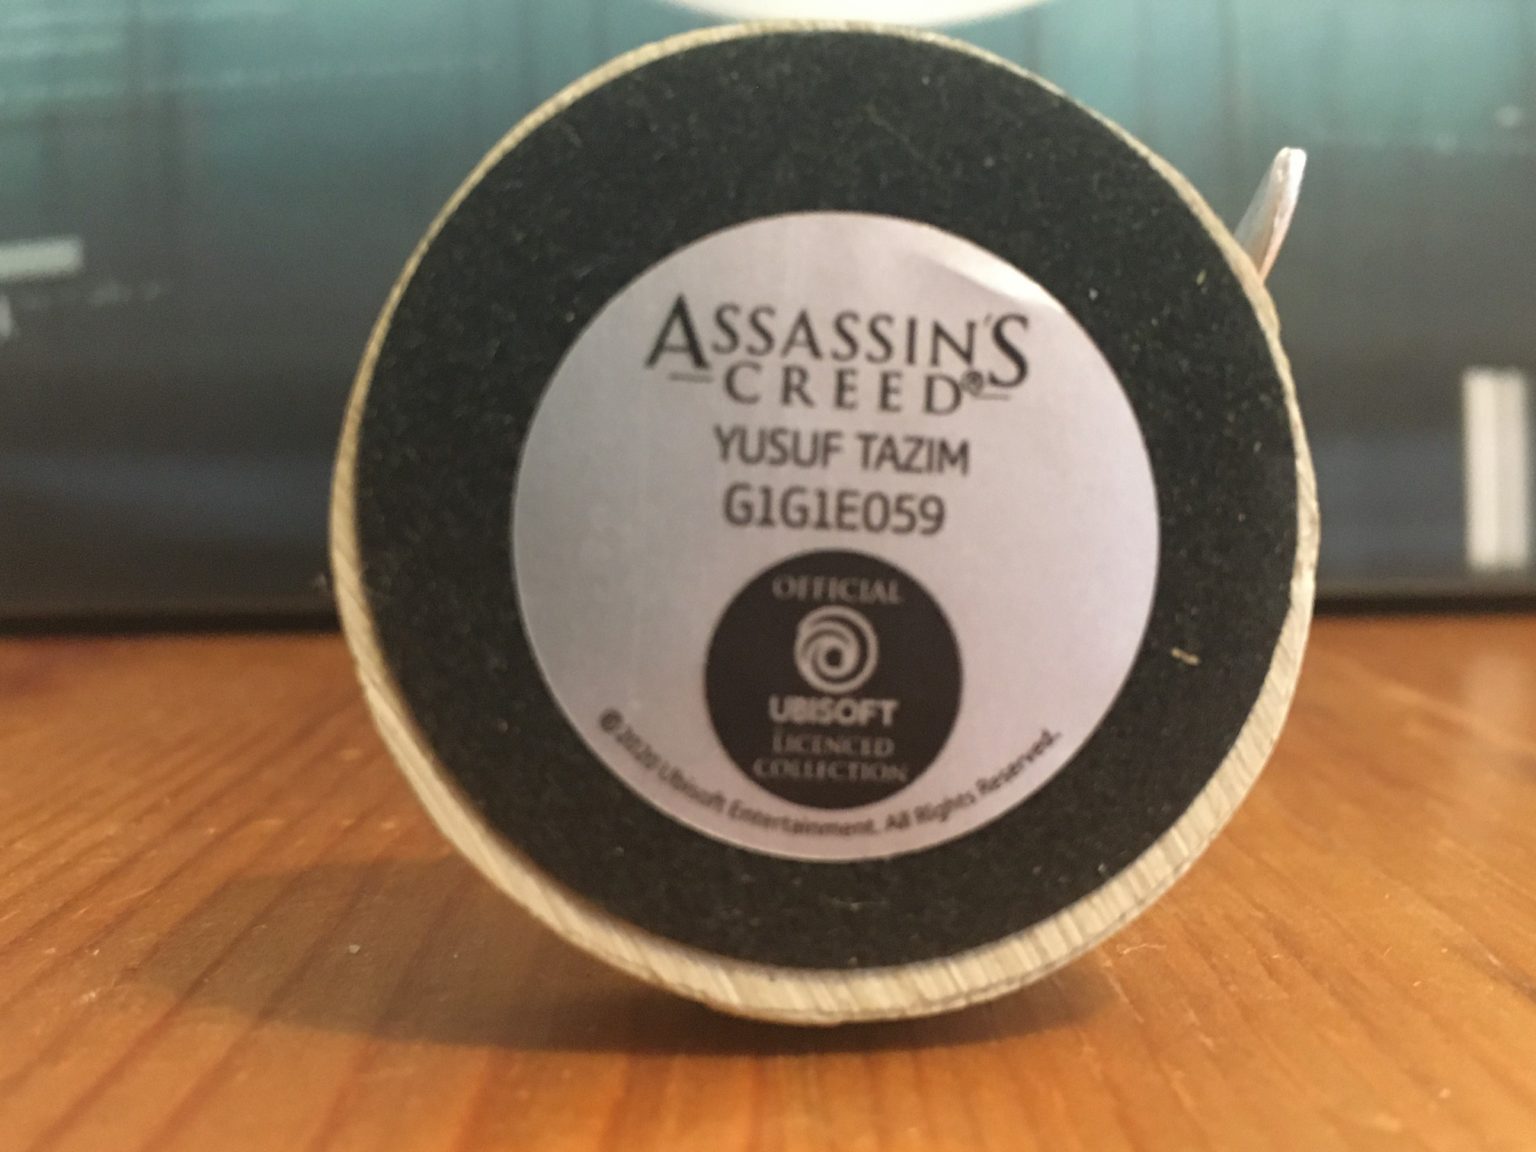 ASSASSIN'S
CREED®
YUSUF TAZIM
G1G1E059
OFFICIAL
UBISOFT
LICENCED
COLLECTION
© 2020 Ubisoft Entertainment. All Rights Reserved.